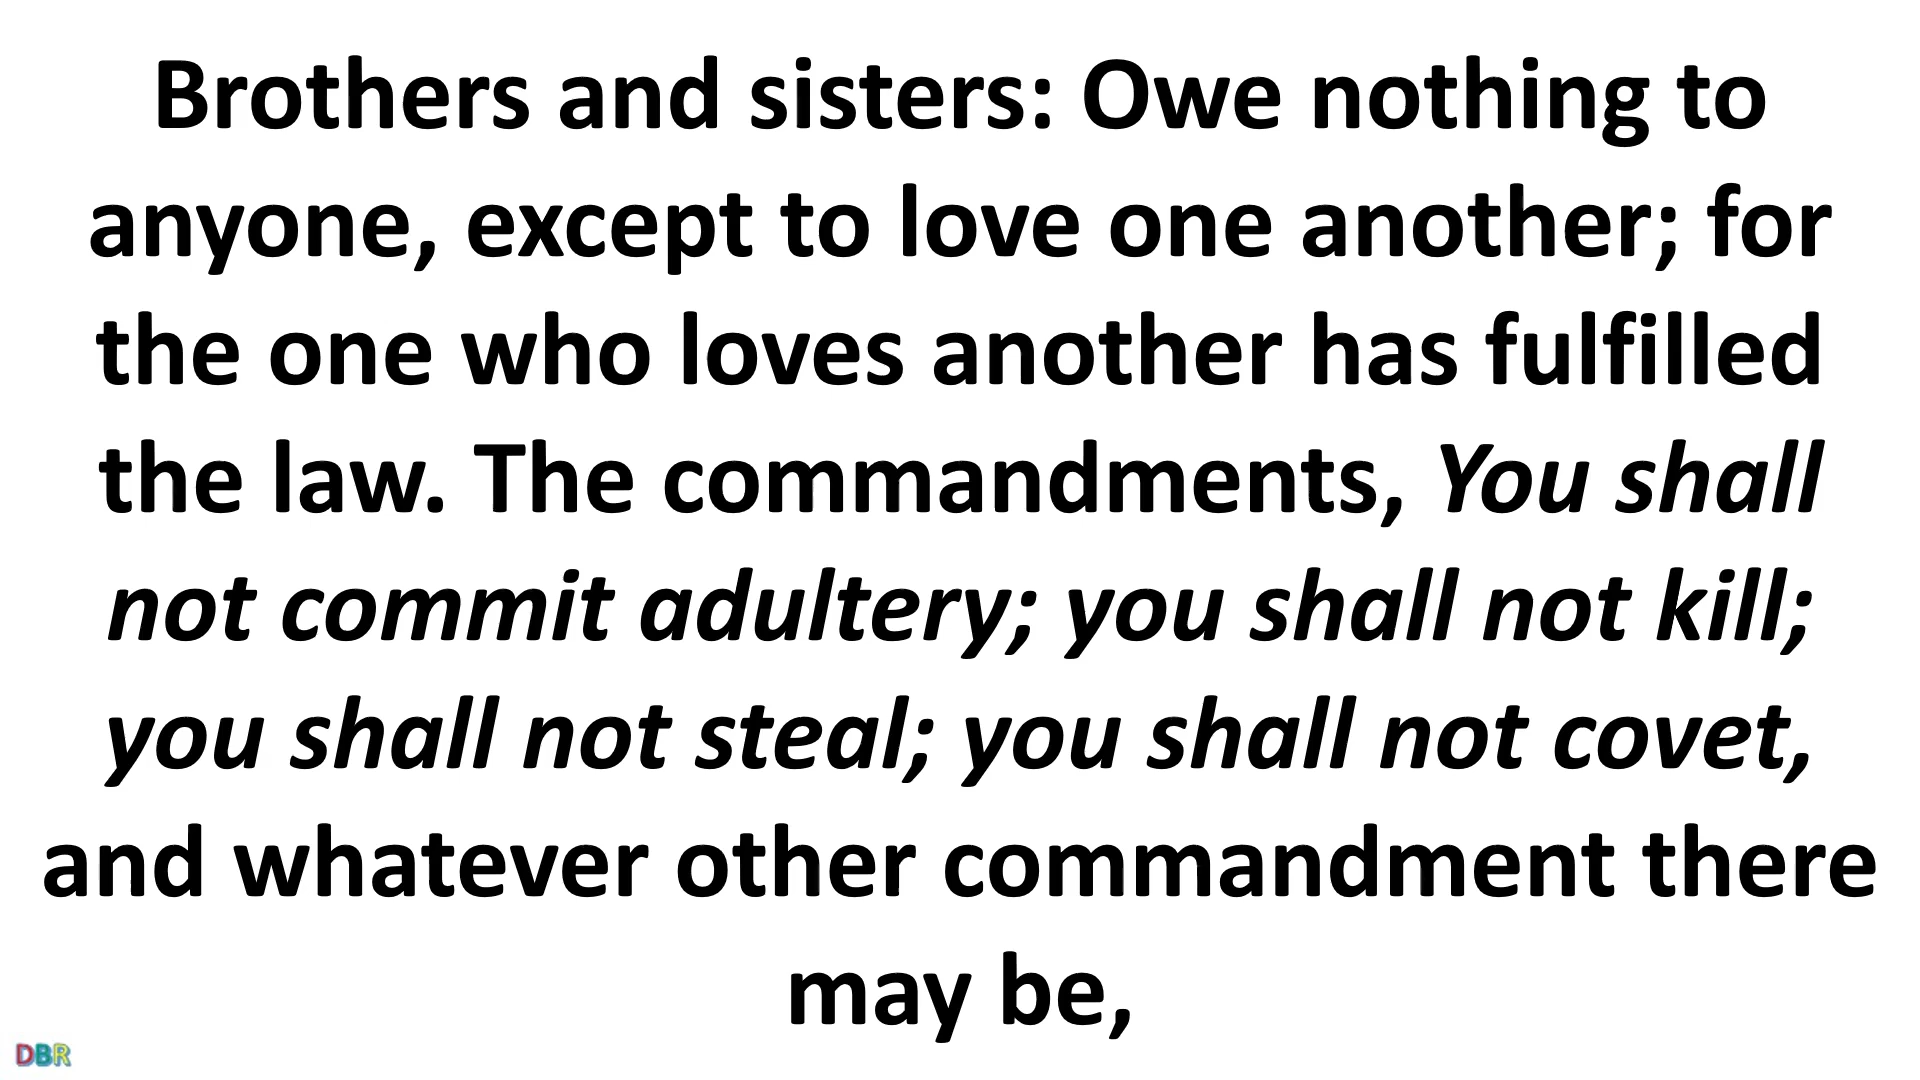 Brothers and sisters: Owe nothing to
anyone, except to love one another; for
the one who loves another has fulfilled
the law. The commandments, You shall
not commit adultery; you shall not kill;
you shall not steal; you shall not covet,
and whatever other commandment there
may be,
DBR